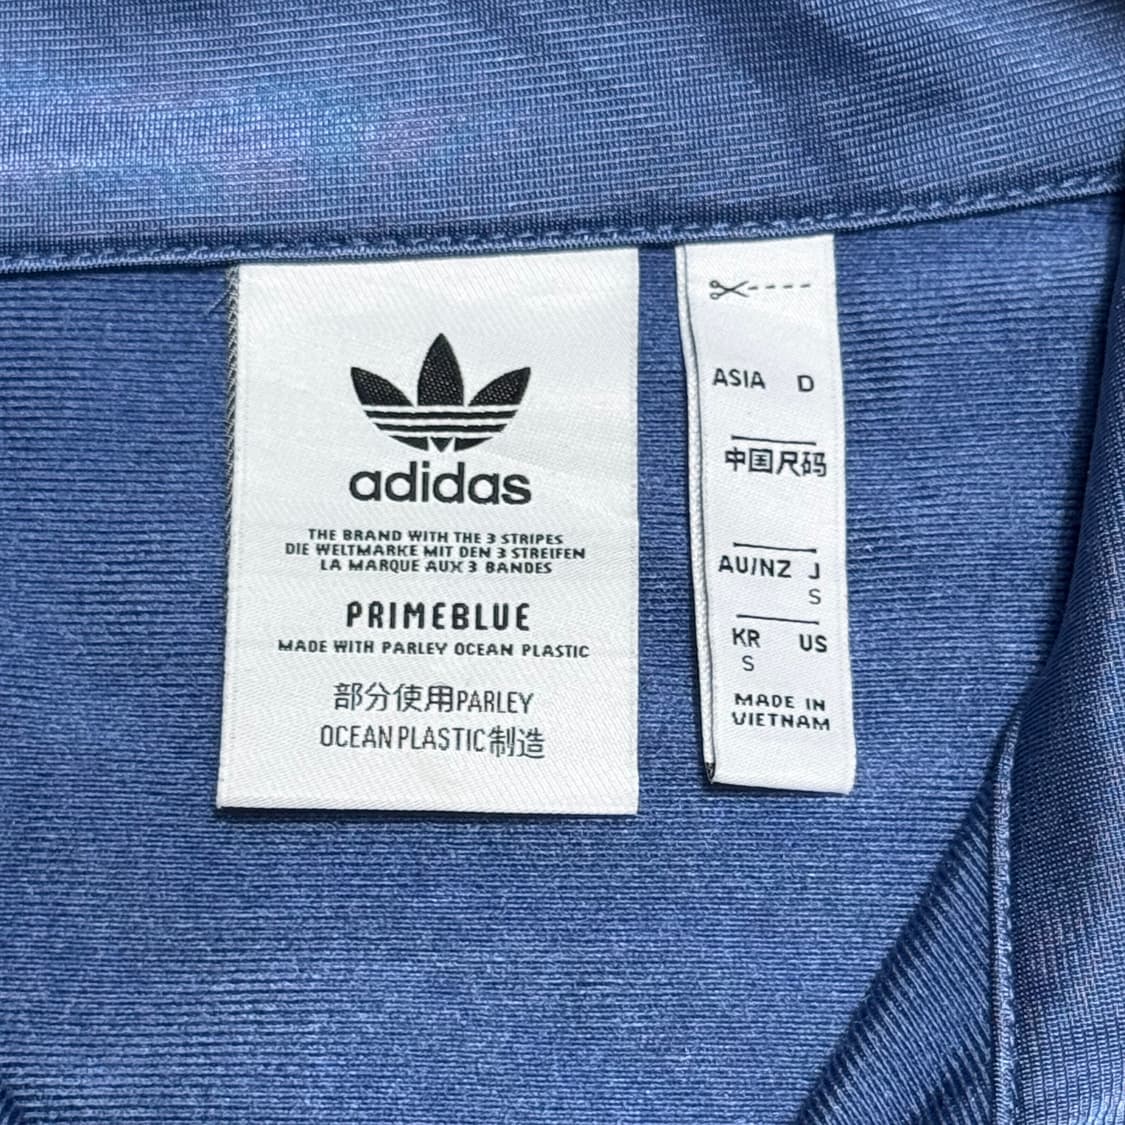 adidas
THE BRAND WITH THE 3 STRIPES
DIE WELTMARKE MIT DEN 3 STREIFEN
LA MARQUE AUX 3 BANDES
PRIMEBLUE
MADE WITH PARLEY OCEAN PLASTIC
部分使用PARLEY
OCEAN PLASTIC制造
ASIA D
中国尺码
AU/NZ J
S
KR US
S
MADE IN
VIETNAM